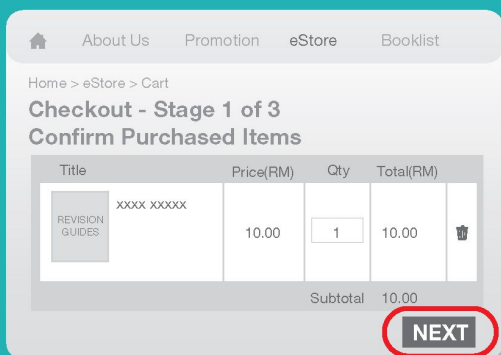 About Us Promotion eStore Booklist
Home > eStore > Cart
Checkout - Stage 1 of 3
Confirm Purchased Items
Title Price(RM) Qty Total(RM)
REVISION GUIDES xxxx xxxxx 10.00 1 10.00
Subtotal 10.00
NEXT